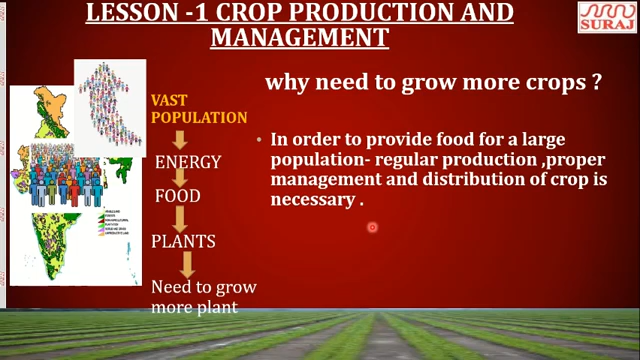 LESSON -1 CROP PRODUCTION AND
MANAGEMENT
SURAJ
why need to grow more crops ?
VAST
POPULATION
ENERGY
FOOD
PLANTS
Need to grow
more plant
• In order to provide food for a large
population- regular production ,proper
management and distribution of crop is
necessary .